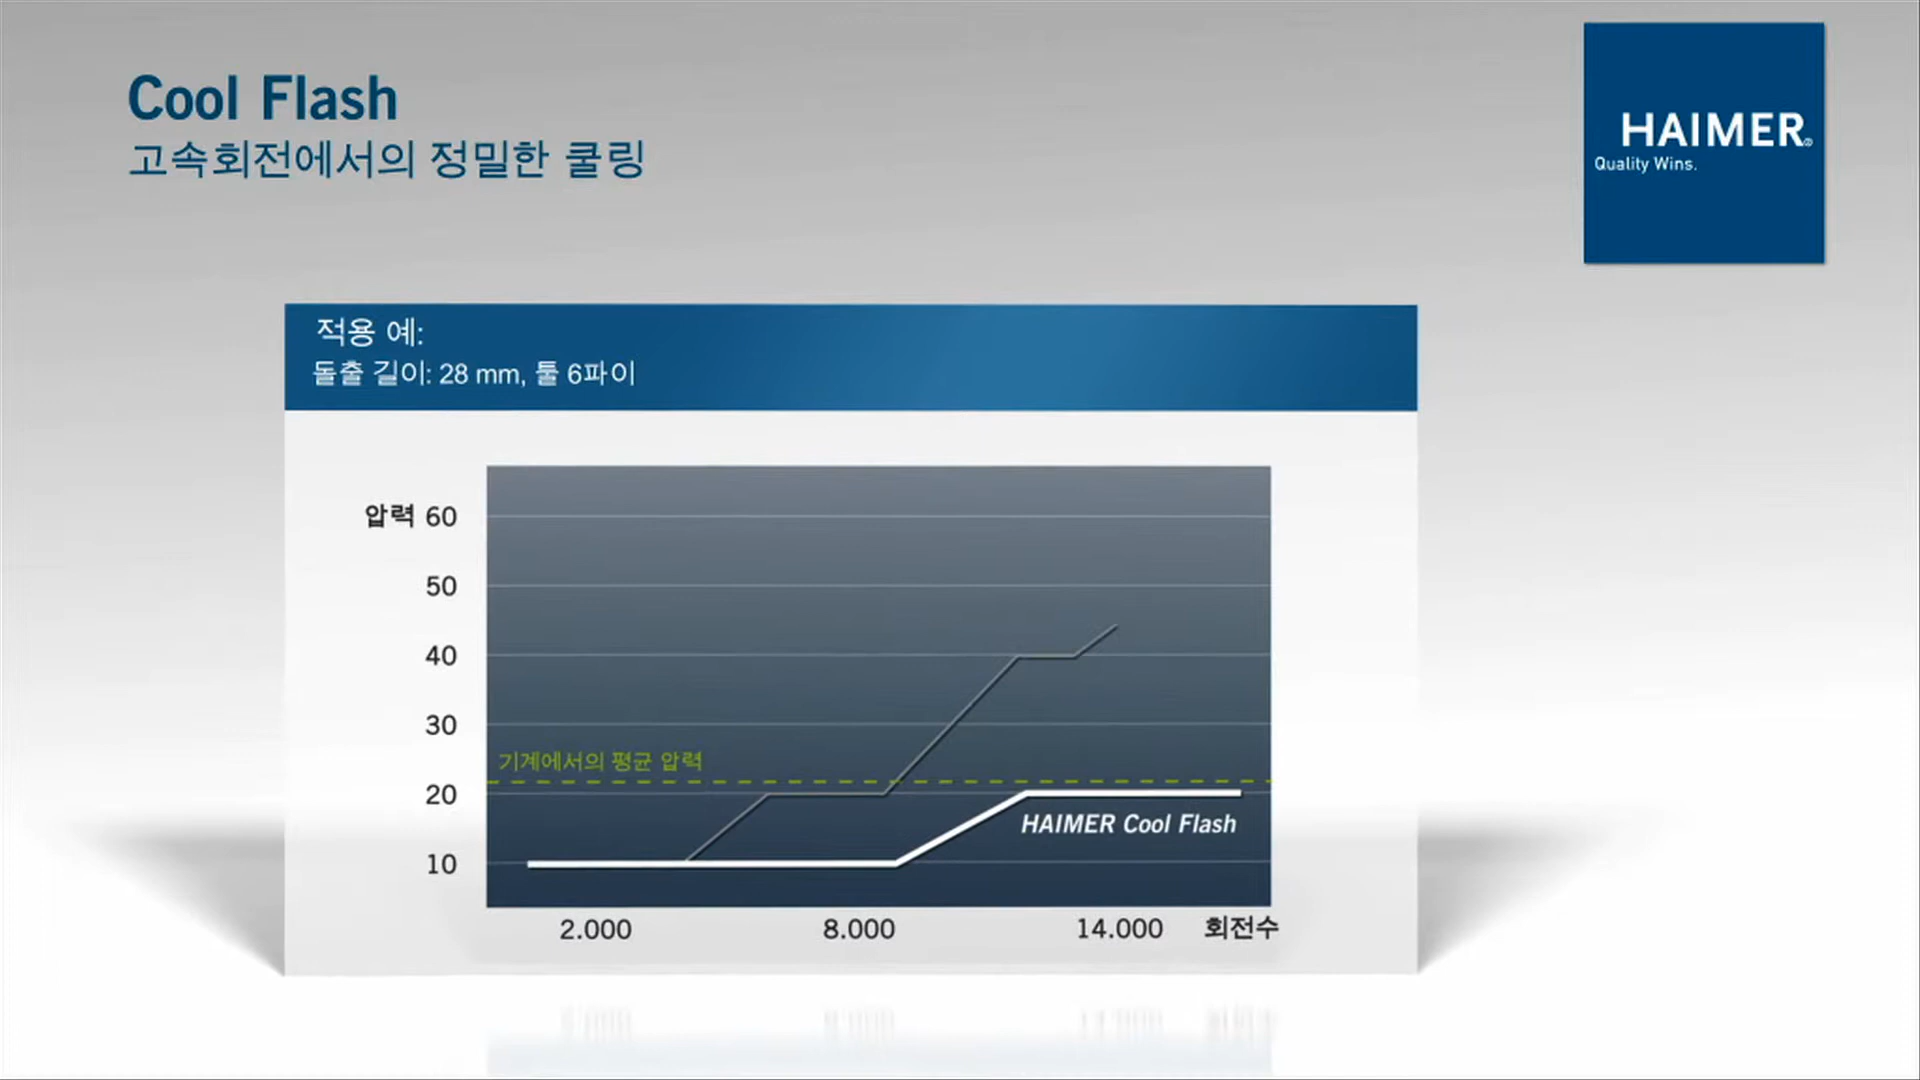 Cool Flash
고속회전에서의 정밀한 쿨링
HAIMER®
Quality Wins.
적용 예:
돌출 길이: 28 mm, 툴 6파이
압력 60
50
40
30
기계에서의 평균 압력
20
HAIMER Cool Flash
10
2.000 8.000 14.000 회전수